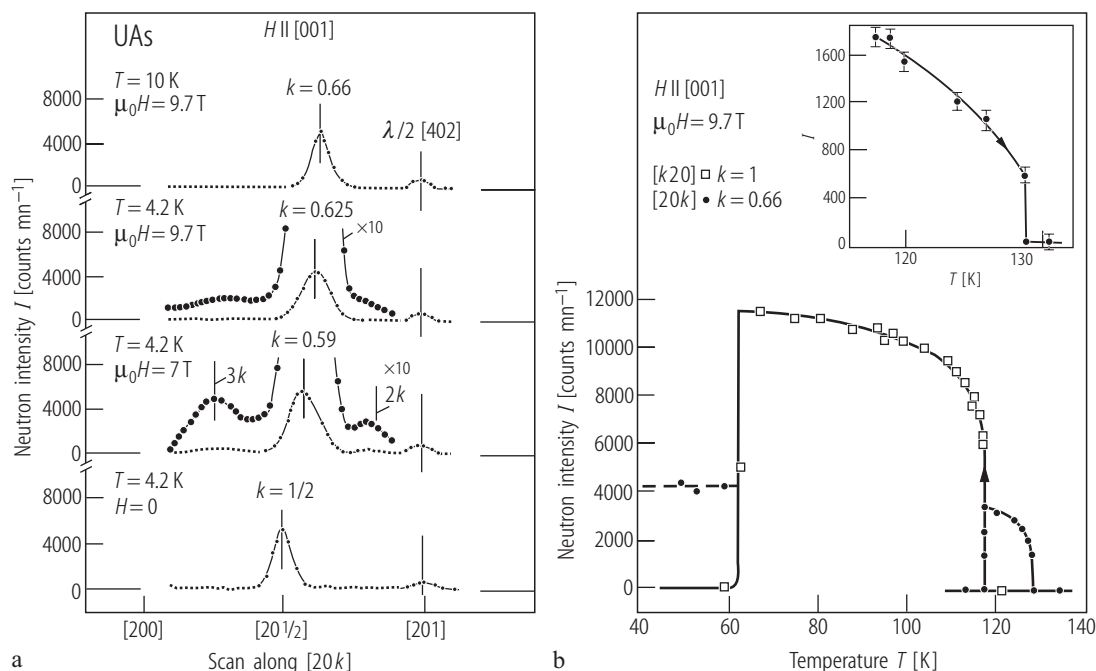 UAs
H II [001]
T = 10 K
μ₀H = 9.7 T
k = 0.66
λ/2 [402]
8000
4000
0
T = 4.2 K
μ₀H = 9.7 T
k = 0.625
×10
8000
4000
0
T = 4.2 K
μ₀H = 7 T
k = 0.59
3k
×10
2k
8000
4000
0
T = 4.2 K
H = 0
k = 1/2
4000
0
Neutron intensity I [counts mn⁻¹]
[200]
[20 1/2]
[201]
Scan along [20k]
a
H II [001]
μ₀H = 9.7 T
[k20] □ k = 1
[20k] • k = 0.66
1600
1200
800
400
0
I
120
130
T [K]
12000
10000
8000
6000
4000
2000
0
Neutron intensity I [counts mn⁻¹]
40
60
80
100
120
140
Temperature T [K]
b